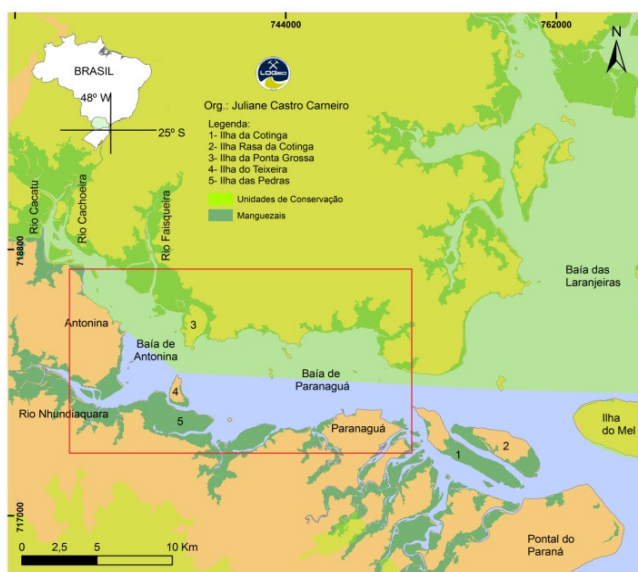 744000
762000
N
BRASIL
48º W
25º S
LOGeo
Org.: Juliane Castro Carneiro
Legenda:
1- Ilha da Cotinga
2- Ilha Rasa da Cotinga
3- Ilha da Ponta Grossa
4- Ilha do Teixeira
5- Ilha das Pedras
Unidades de Conservação
Manguezais
Rio Cacatu
Rio Cachoeira
Rio Faisqueira
718800
Baía das
Laranjeiras
Antonina
3
Baía de
Antonina
Baía de
Paranaguá
4
Rio Nhundiaquara
5
Paranaguá
1
2
Ilha
do Mel
717000
Pontal do
Paraná
0 2,5 5 10 Km